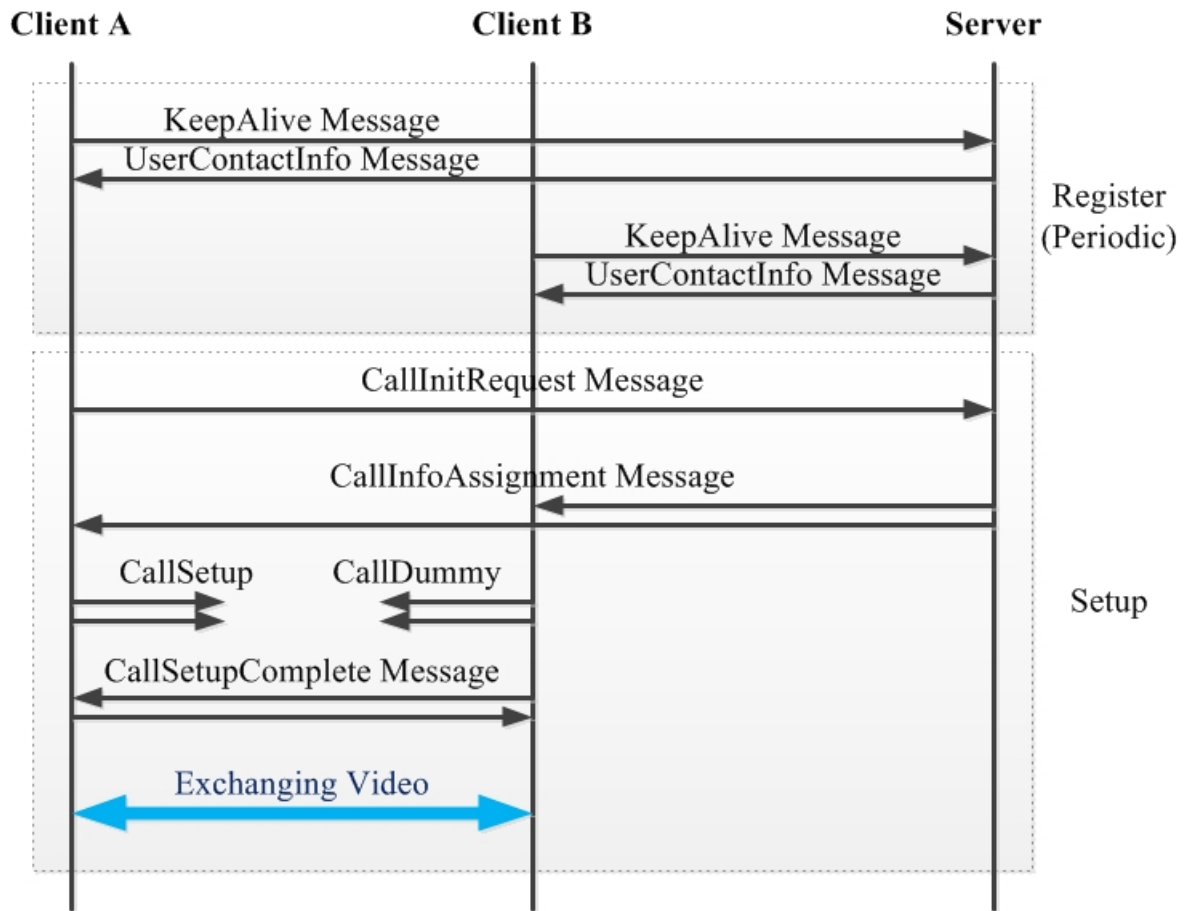 Client A
Client B
Server
KeepAlive Message
UserContactInfo Message
KeepAlive Message
UserContactInfo Message
Register
(Periodic)
CallInitRequest Message
CallInfoAssignment Message
CallSetup
CallDummy
Setup
CallSetupComplete Message
Exchanging Video